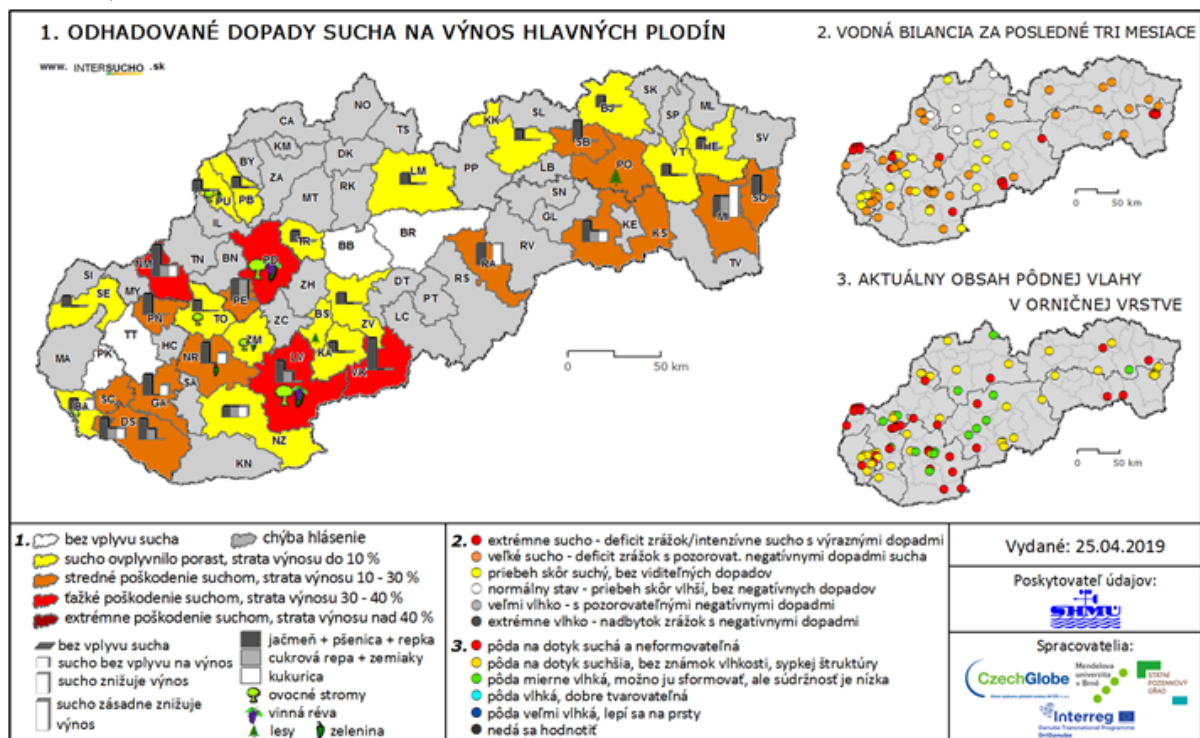 1. ODHADOVANÉ DOPADY SUCHA NA VÝNOS HLAVNÝCH PLODÍN
www. INTERSUCHO .sk
NO
CA
SL
KK
BJ
SK
SP
ML
TS
KM
SB
HE
SV
BY
DK
ZA
LM
PP
LB
PO
VT
PU
PB
MT
RK
SN
SO
IL
GL
KE
KS
MI
TR
BB
BR
RV
TV
NM
TN
BN
PD
RA
SI
SE
MY
PE
ZH
DT
RS
PN
TO
BS
ZV
PT
TT
ZC
LC
MA
PK
HC
ZM
KA
NR
LV
VK
SA
SC
GA
BA
DS
NZ
KN
0 50 km
2. VODNÁ BILANCIA ZA POSLEDNÉ TRI MESIACE
0 50 km
3. AKTUÁLNY OBSAH PÔDNEJ VLAHY
V ORNIČNEJ VRSTVE
0 50 km
1. bez vplyvu sucha chýba hlásenie
sucho ovplyvnilo porast, strata výnosu do 10 %
stredné poškodenie suchom, strata výnosu 10 - 30 %
ťažké poškodenie suchom, strata výnosu 30 - 40 %
extrémne poškodenie suchom, strata výnosu nad 40 %
bez vplyvu sucha
sucho bez vplyvu na výnos
sucho znižuje výnos
sucho zásadne znižuje
výnos
jačmeň + pšenica + repka
cukrová repa + zemiaky
kukurica
ovocné stromy
vinná réva
lesy zelenina
2. extrémne sucho - deficit zrážok/intenzívne sucho s výraznými dopadmi
veľké sucho - deficit zrážok s pozorovat. negatívnymi dopadmi sucha
priebeh skôr suchý, bez viditeľných dopadov
normálny stav - priebeh skôr vlhší, bez negatívnych dopadov
veľmi vlhko - s pozorovateľnými negatívnymi dopadmi
extrémne vlhko - nadbytok zrážok s negatívnymi dopadmi
3. pôda na dotyk suchá a neformovateľná
pôda na dotyk suchšia, bez známok vlhkosti, sypkej štruktúry
pôda mierne vlhká, možno ju sformovať, ale súdržnosť je nízka
pôda vlhká, dobre tvarovateľná
pôda veľmi vlhká, lepí sa na prsty
nedá sa hodnotiť
Vydané: 25.04.2019
Poskytovateľ údajov:
SHMÚ
Spracovatelia:
CzechGlobe
Mendelova
univerzita
v Brně
STÁTNÍ
POZEMKOVÝ
ÚŘAD
Interreg
Danube Transnational Programme
DriDanube